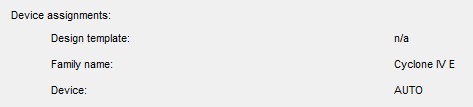 Device assignments:
Design template: n/a
Family name: Cyclone IV E
Device: AUTO